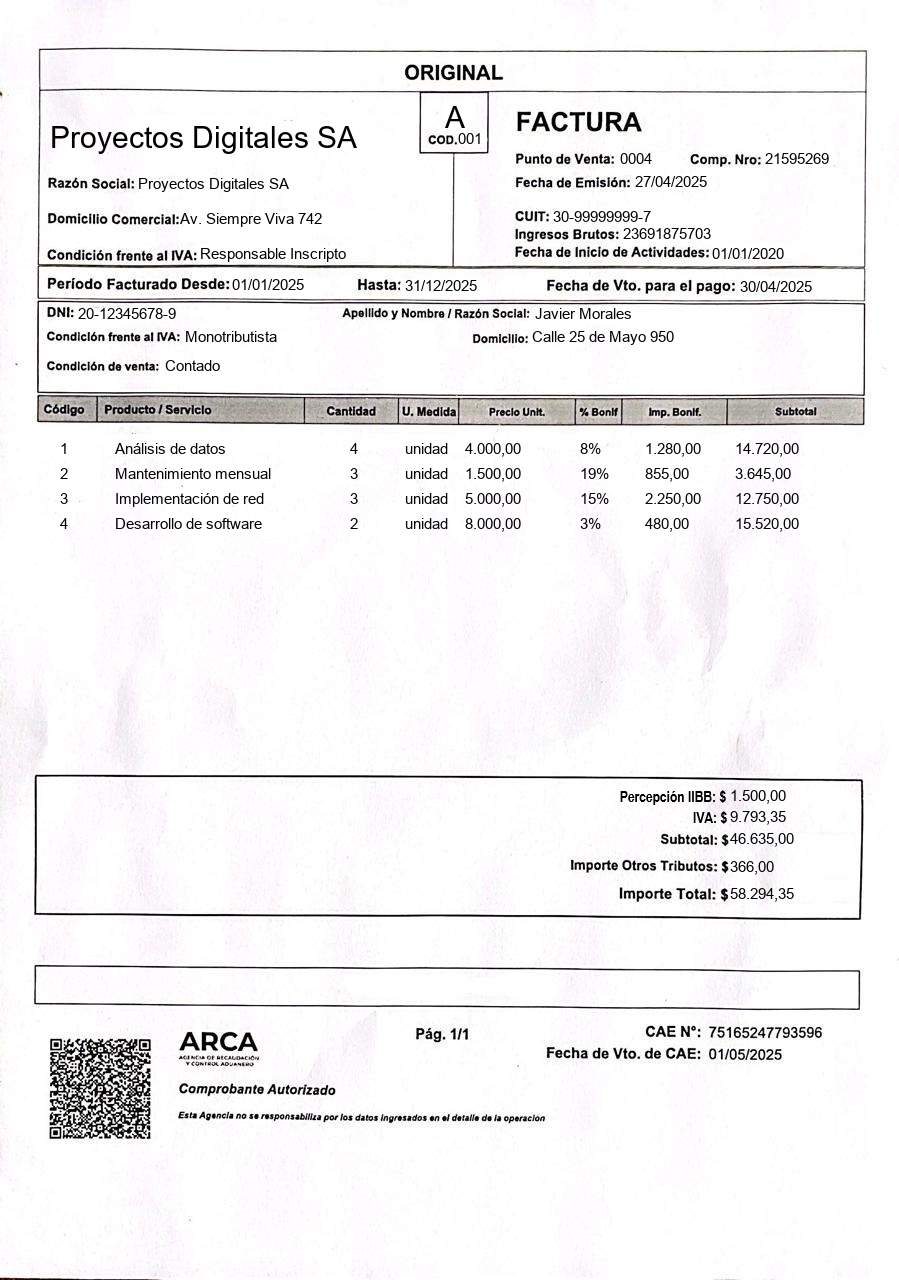 ORIGINAL
Proyectos Digitales SA
A
COD.001
FACTURA
Punto de Venta: 0004 Comp. Nro: 21595269
Razón Social: Proyectos Digitales SA
Fecha de Emisión: 27/04/2025
Domicilio Comercial:Av. Siempre Viva 742
CUIT: 30-99999999-7
Ingresos Brutos: 23691875703
Condición frente al IVA: Responsable Inscripto
Fecha de Inicio de Actividades: 01/01/2020
Período Facturado Desde: 01/01/2025 Hasta: 31/12/2025 Fecha de Vto. para el pago: 30/04/2025
DNI: 20-12345678-9 Apellido y Nombre / Razón Social: Javier Morales
Condición frente al IVA: Monotributista Domicilio: Calle 25 de Mayo 950
Condición de venta: Contado
Código Producto / Servicio Cantidad U. Medida Precio Unit. % Bonif Imp. Bonif. Subtotal
1 Análisis de datos 4 unidad 4.000,00 8% 1.280,00 14.720,00
2 Mantenimiento mensual 3 unidad 1.500,00 19% 855,00 3.645,00
3 Implementación de red 3 unidad 5.000,00 15% 2.250,00 12.750,00
4 Desarrollo de software 2 unidad 8.000,00 3% 480,00 15.520,00
Percepción IIBB: $ 1.500,00
IVA: $ 9.793,35
Subtotal: $ 46.635,00
Importe Otros Tributos: $ 366,00
Importe Total: $ 58.294,35
ARCA
AGENCIA DE RECAUDACIÓN
Y CONTROL ADUANERO
Pág. 1/1
CAE N°: 75165247793596
Fecha de Vto. de CAE: 01/05/2025
Comprobante Autorizado
Esta Agencia no se responsabiliza por los datos ingresados en el detalle de la operación